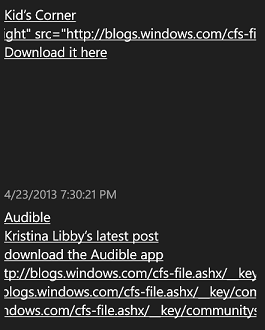 Kid's Corner
ight" src="http://blogs.windows.com/cfs-fi
Download it here
4/23/2013 7:30:21 PM
Audible
Kristina Libby's latest post
download the Audible app
tp://blogs.windows.com/cfs-file.ashx/__key
blogs.windows.com/cfs-file.ashx/__key/con
ndows.com/cfs-file.ashx/__key/communitys